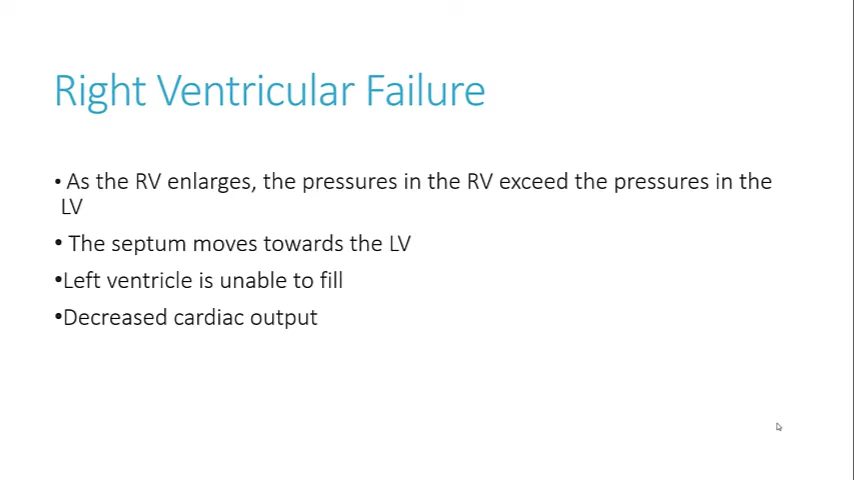 Right Ventricular Failure
• As the RV enlarges, the pressures in the RV exceed the pressures in the
LV
• The septum moves towards the LV
•Left ventricle is unable to fill
•Decreased cardiac output